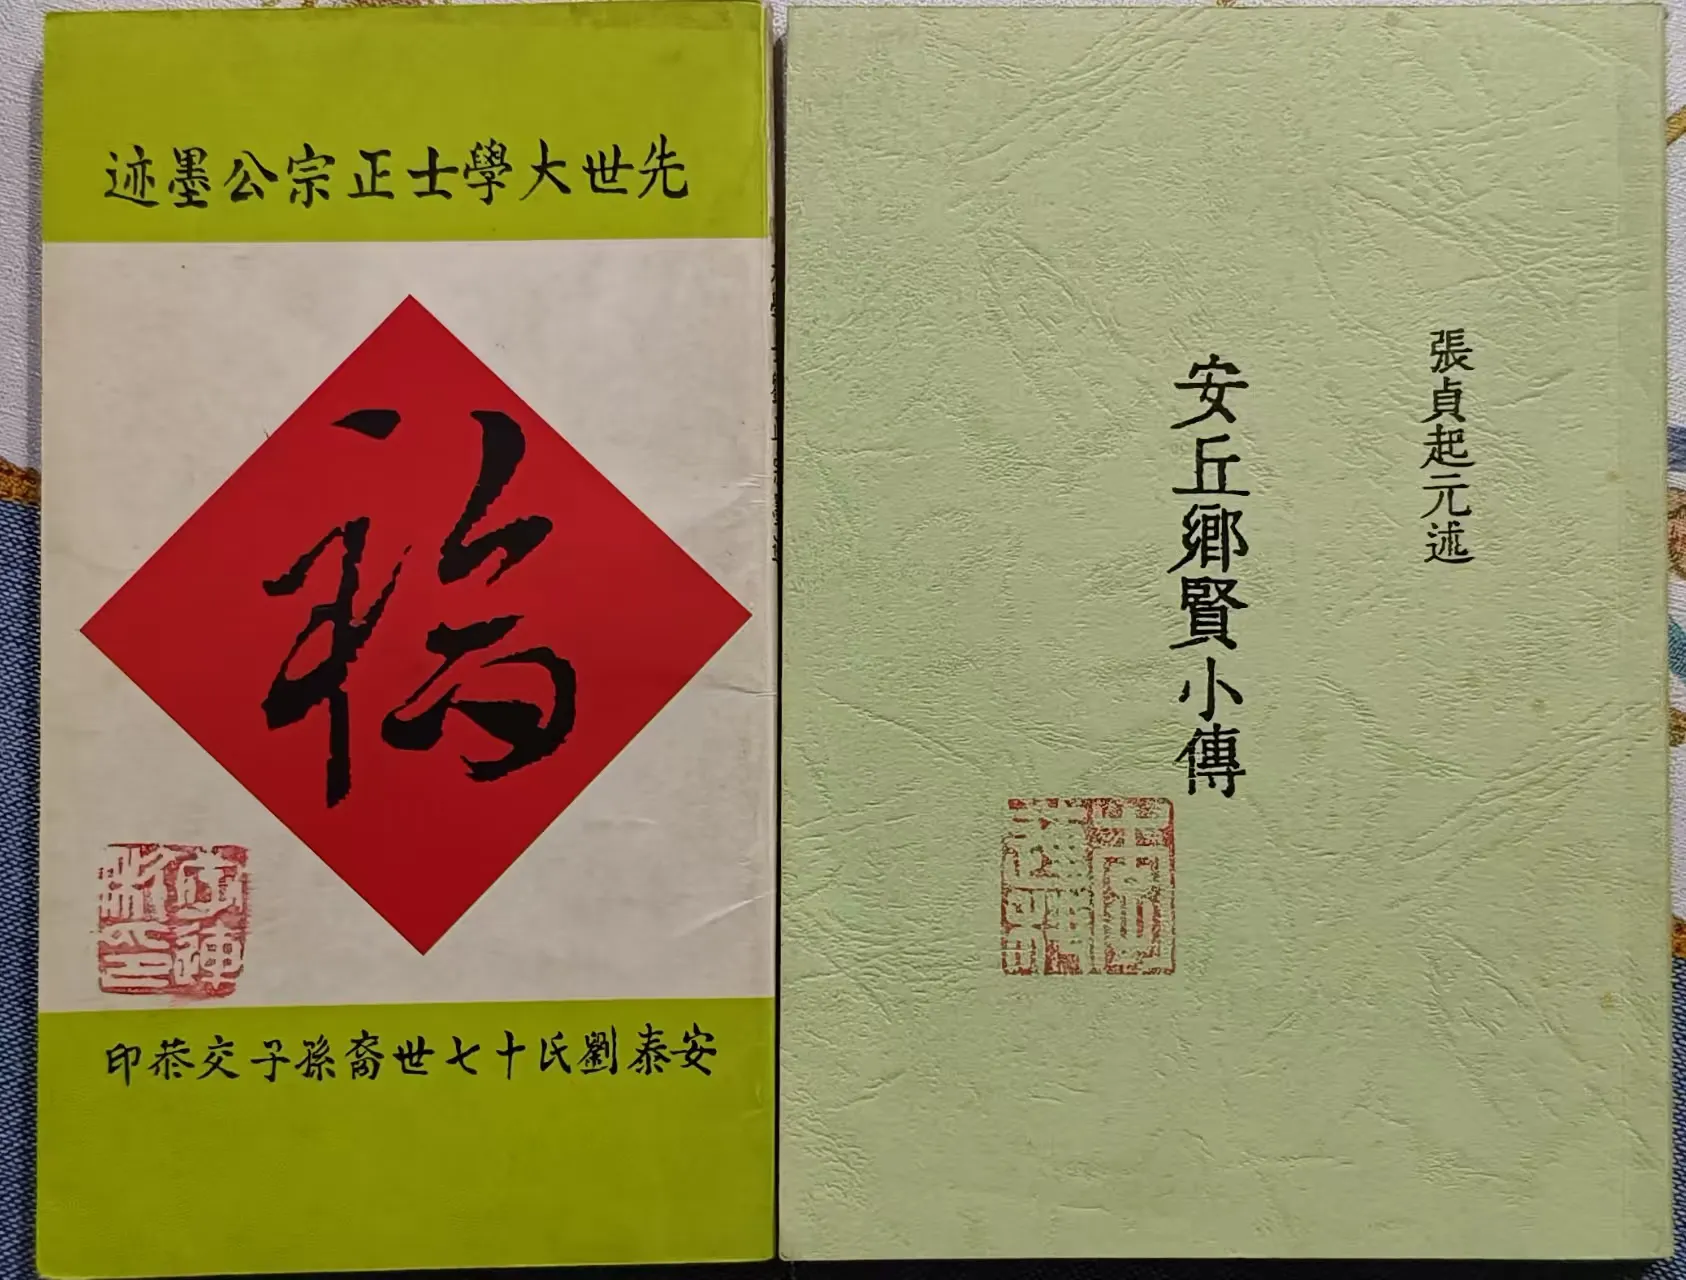 先世大學士正宗公墨迹
福
安泰劉氏十七世裔孫子交恭印
張貞起元述
安丘鄉賢小傳